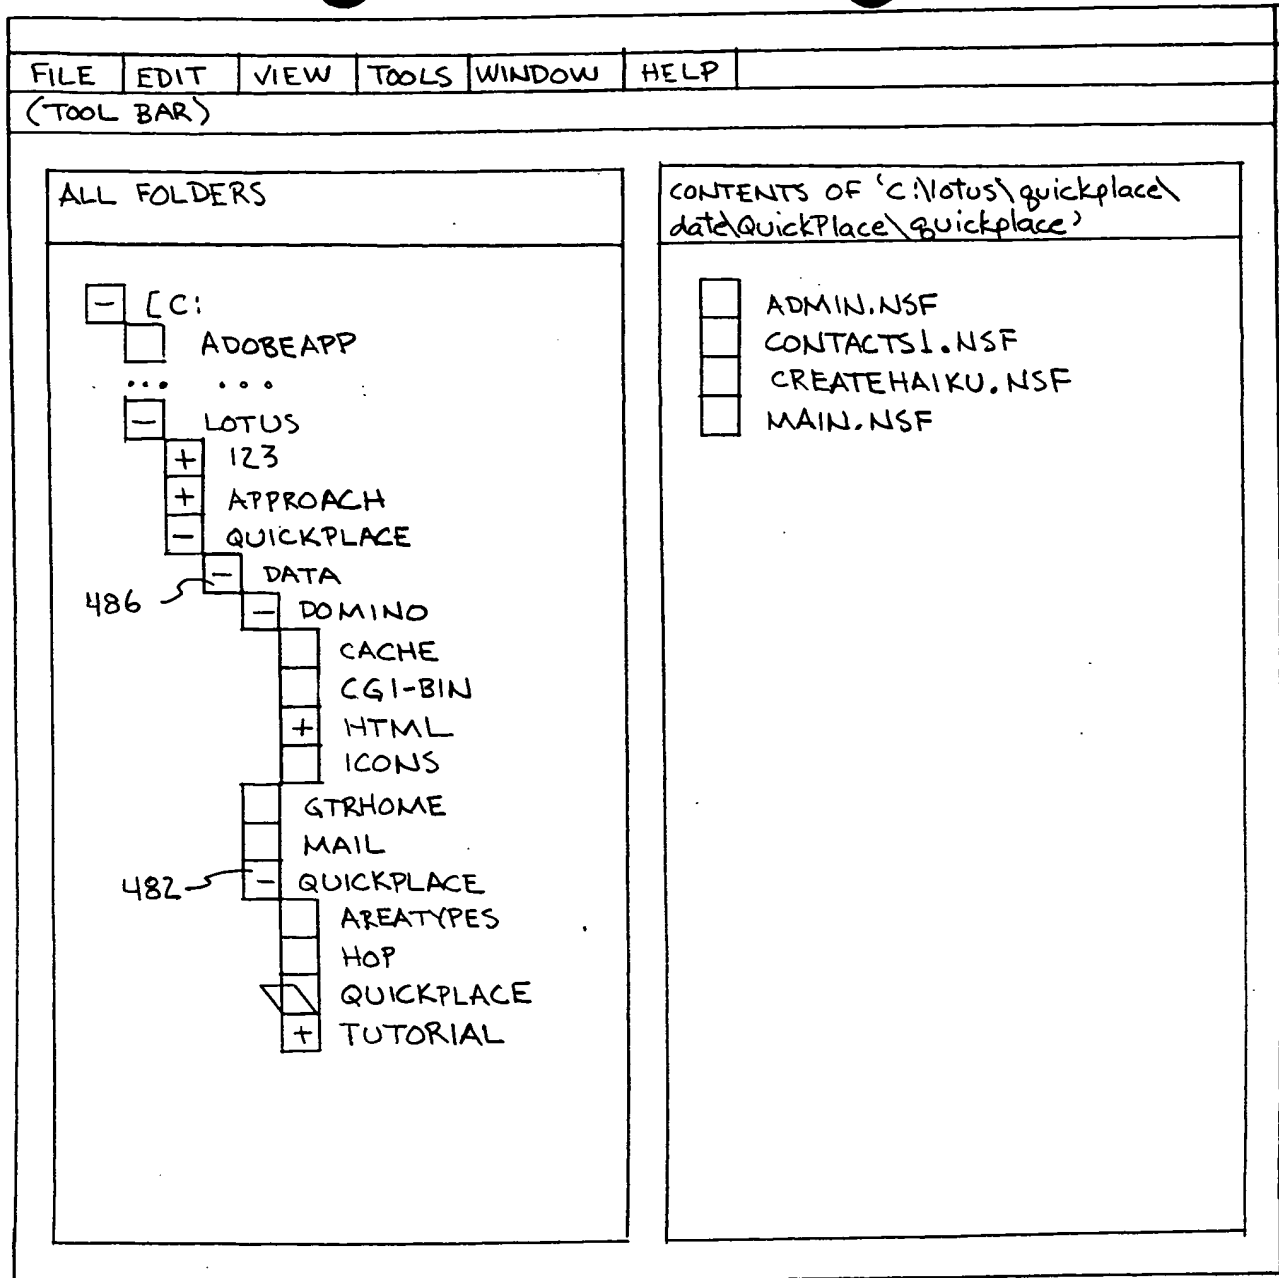 FILE EDIT VIEW TOOLS WINDOW HELP
(TOOL BAR)
ALL FOLDERS
[C:
ADOBEAPP
... ...
LOTUS
123
APPROACH
QUICKPLACE
DATA
486
DOMINO
CACHE
CGI-BIN
HTML
ICONS
GTRHOME
MAIL
482
QUICKPLACE
AREATYPES
HOP
QUICKPLACE
TUTORIAL
CONTENTS OF 'C:\lotus\quickplace\
date\QuickPlace\quickplace'
ADMIN.NSF
CONTACTS1.NSF
CREATEHAIKU.NSF
MAIN.NSF